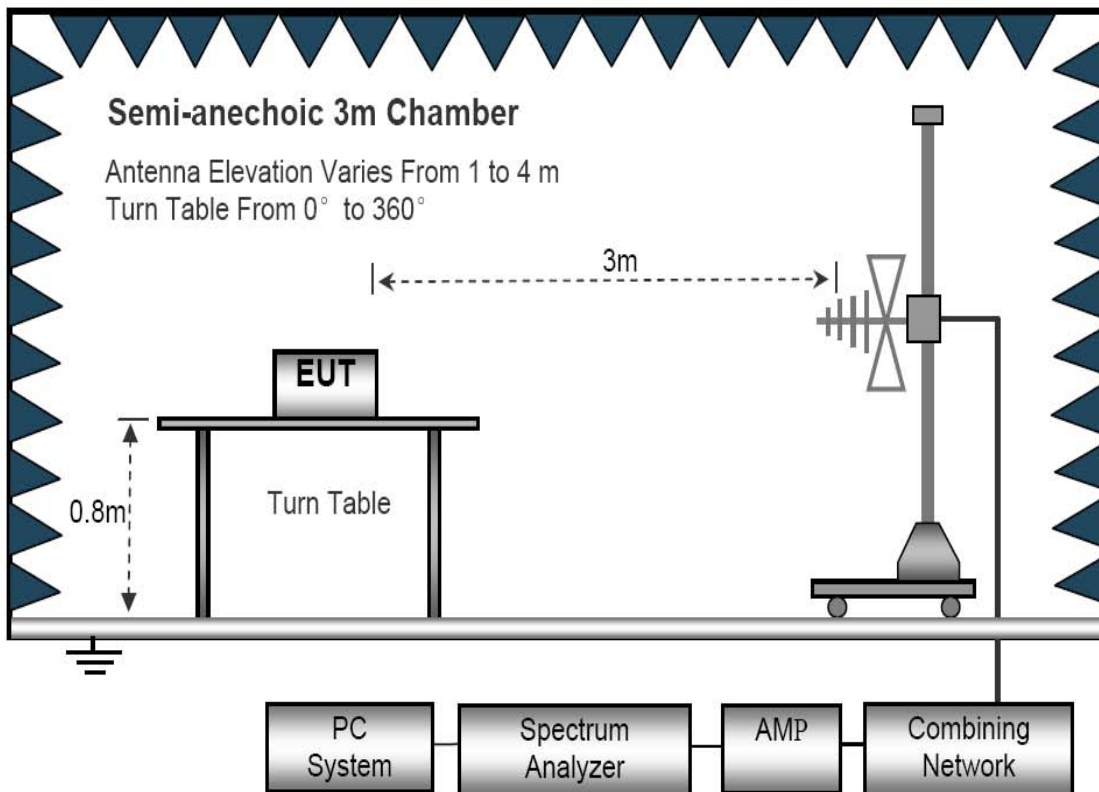 Semi-anechoic 3m Chamber
Antenna Elevation Varies From 1 to 4 m
Turn Table From 0° to 360°
3m
EUT
0.8m
Turn Table
PC
System
Spectrum
Analyzer
AMP
Combining
Network